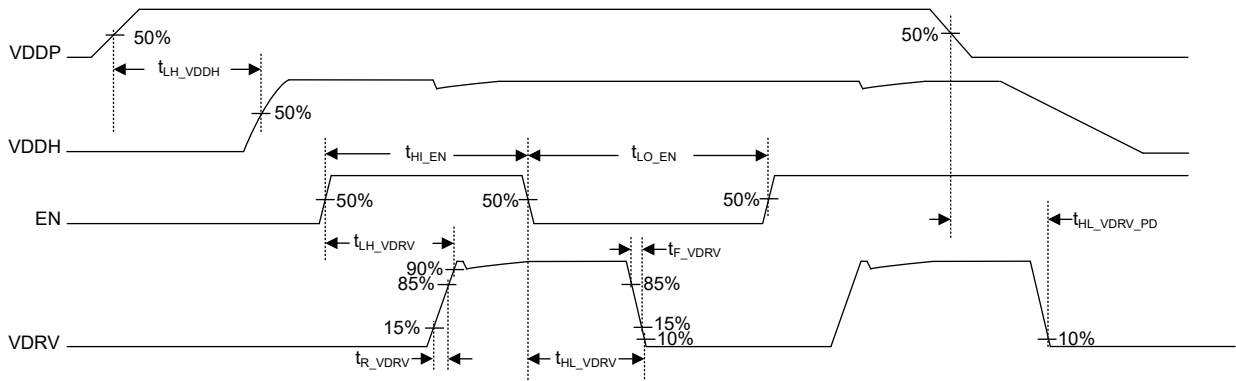 VDDP
50%
50%
tLH_VDDH
VDDH
50%
tHI_EN
tLO_EN
EN
50%
50%
50%
tLH_VDRV
tF_VDRV
tHL_VDRV_PD
90%
85%
85%
15%
15%
10%
10%
VDRV
tR_VDRV
tHL_VDRV